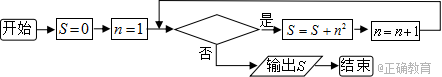 开始
S=0
n=1
是
S=S+n²
n=n+1
否
输出S
结束
@正确教育